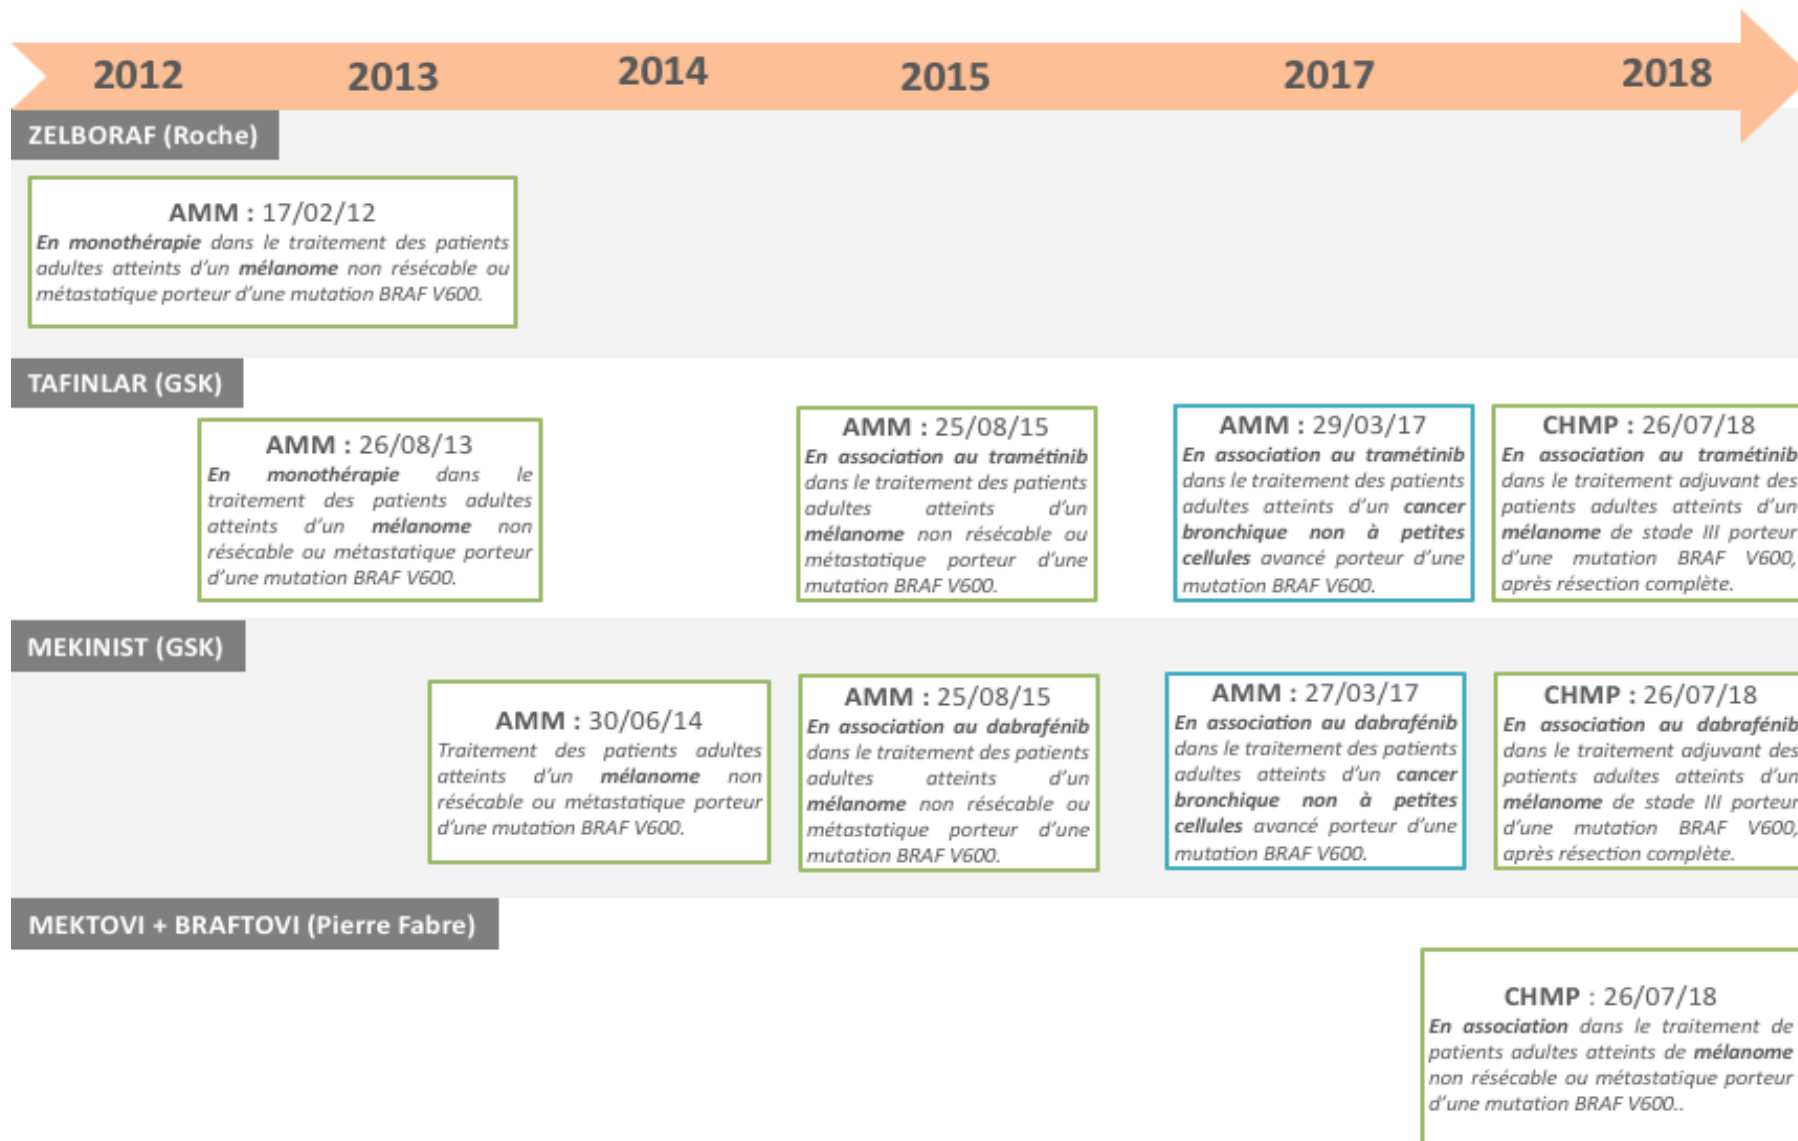 2012 2013 2014 2015 2017 2018
ZELBORAF (Roche)
AMM : 17/02/12
En monothérapie dans le traitement des patients
adultes atteints d'un mélanome non résécable ou
métastatique porteur d'une mutation BRAF V600.
TAFINLAR (GSK)
AMM : 26/08/13
En monothérapie dans le
traitement des patients adultes
atteints d'un mélanome non
résécable ou métastatique porteur
d'une mutation BRAF V600.
AMM : 25/08/15
En association au tramétinib
dans le traitement des patients
adultes atteints d'un
mélanome non résécable ou
métastatique porteur d'une
mutation BRAF V600.
AMM : 29/03/17
En association au tramétinib
dans le traitement des patients
adultes atteints d'un cancer
bronchique non à petites
cellules avancé porteur d'une
mutation BRAF V600.
CHMP : 26/07/18
En association au tramétinib
dans le traitement adjuvant des
patients adultes atteints d'un
mélanome de stade III porteur
d'une mutation BRAF V600,
après résection complète.
MEKINIST (GSK)
AMM : 30/06/14
Traitement des patients adultes
atteints d'un mélanome non
résécable ou métastatique porteur
d'une mutation BRAF V600.
AMM : 25/08/15
En association au dabrafénib
dans le traitement des patients
adultes atteints d'un
mélanome non résécable ou
métastatique porteur d'une
mutation BRAF V600.
AMM : 27/03/17
En association au dabrafénib
dans le traitement des patients
adultes atteints d'un cancer
bronchique non à petites
cellules avancé porteur d'une
mutation BRAF V600.
CHMP : 26/07/18
En association au dabrafénib
dans le traitement adjuvant des
patients adultes atteints d'un
mélanome de stade III porteur
d'une mutation BRAF V600,
après résection complète.
MEKTOVI + BRAFTOVI (Pierre Fabre)
CHMP : 26/07/18
En association dans le traitement de
patients adultes atteints de mélanome
non résécable ou métastatique porteur
d'une mutation BRAF V600..